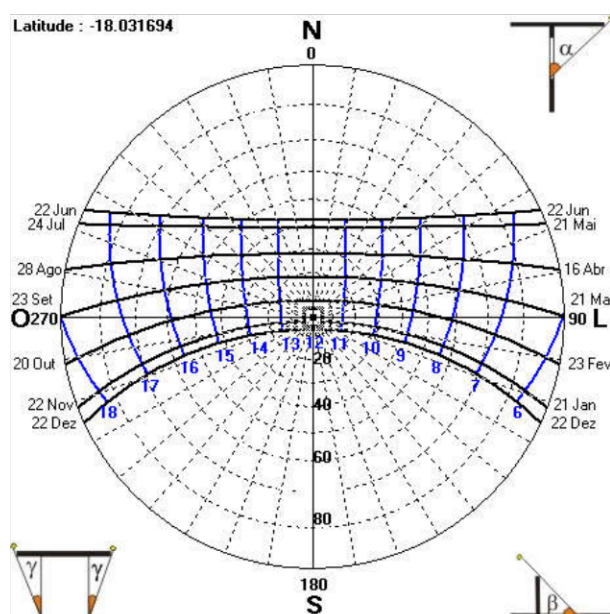 Latitude : -18.031694
N
0
α
22 Jun
24 Jul
28 Ago
23 Set
O 270
20 Out
22 Nov
22 Dez
22 Jun
21 Mai
16 Abr
21 Ma
90 L
23 Fev
21 Jan
22 Dez
18
17
16
15
14
13
12
11
10
9
8
7
6
20
40
60
80
180
S
γ γ
β